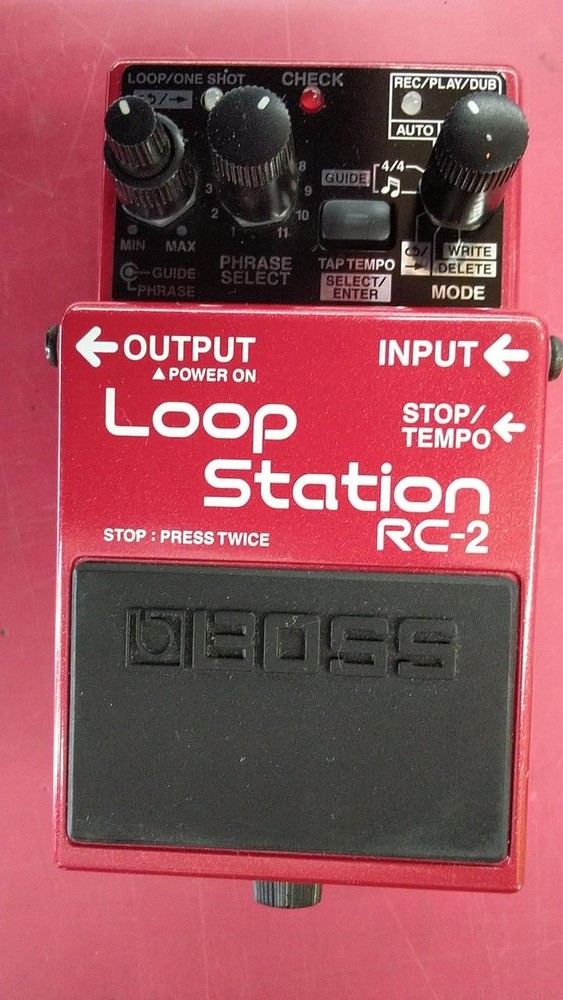 LOOP/ONE SHOT
CHECK
REC/PLAY/DUB
AUTO
4/4
GUIDE
8
3
9
2
10
1
11
MIN MAX
GUIDE
PHRASE
PHRASE
SELECT
TAP TEMPO
SELECT/
ENTER
WRITE
DELETE
MODE
OUTPUT
▲POWER ON
INPUT
STOP/
TEMPO
Loop
Station
RC-2
STOP : PRESS TWICE
BOSS